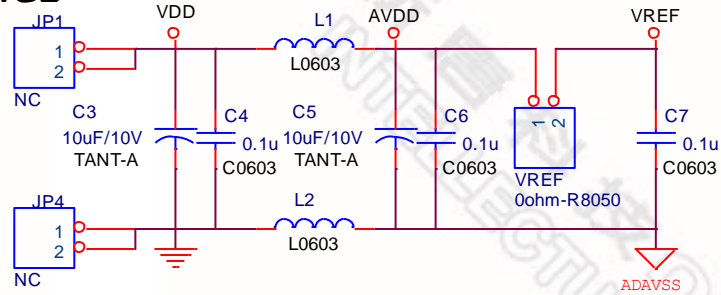 JP1
1
2
NC
VDD
L1
L0603
AVDD
VREF
C3
10uF/10V
TANT-A
C4
0.1u
C0603
C5
10uF/10V
TANT-A
C6
0.1u
C0603
1
2
VREF
0ohm-R8050
C7
0.1u
C0603
JP4
1
2
NC
L2
L0603
ADAVSS